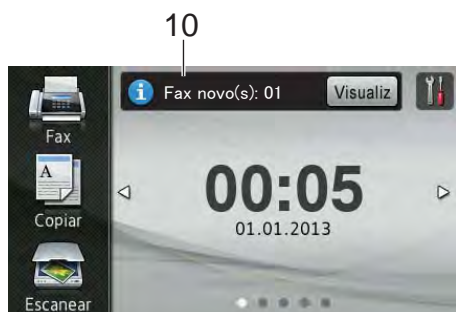 10
Fax novo(s): 01
Visualiz
Fax
Copiar
Escanear
00:05
01.01.2013